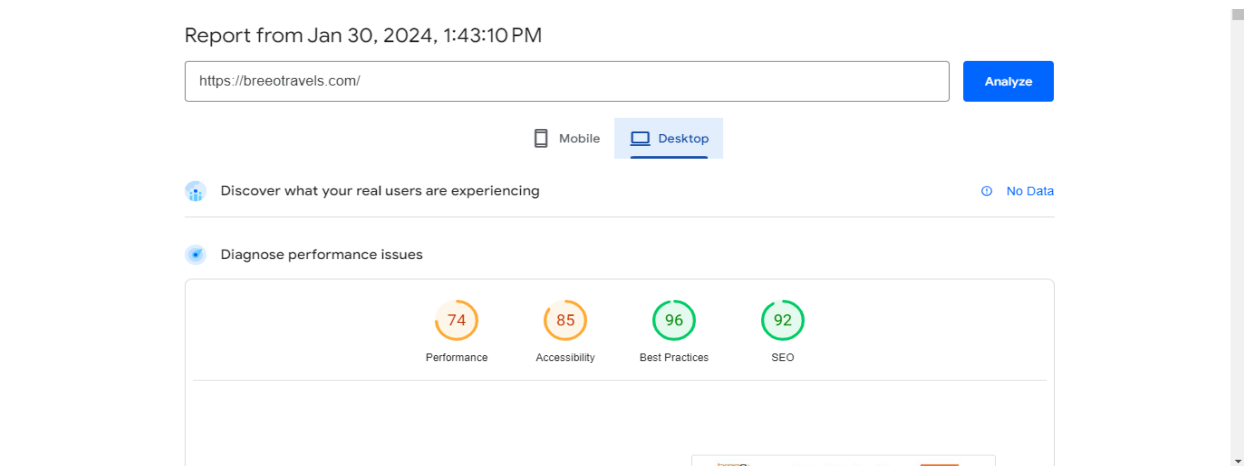 Report from Jan 30, 2024, 1:43:10 PM
https://breeotravels.com/
Analyze
Mobile
Desktop
Discover what your real users are experiencing
No Data
Diagnose performance issues
74
85
96
92
Performance
Accessibility
Best Practices
SEO